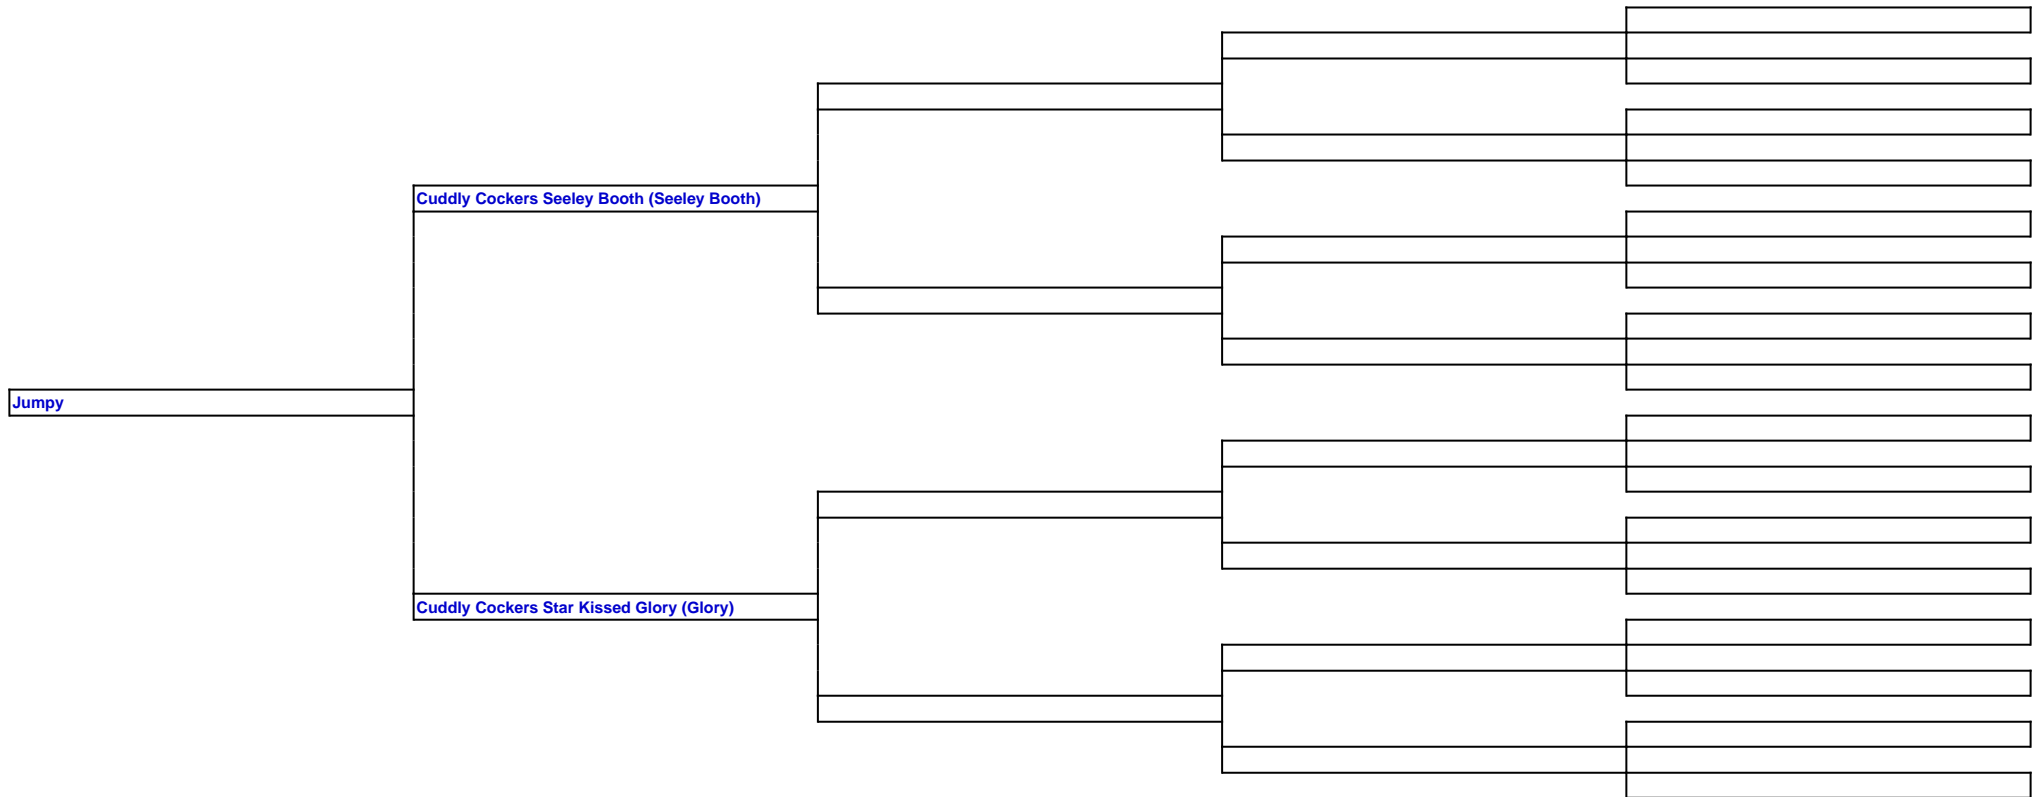 Cuddly Cockers Seeley Booth (Seeley Booth)
Jumpy
Cuddly Cockers Star Kissed Glory (Glory)